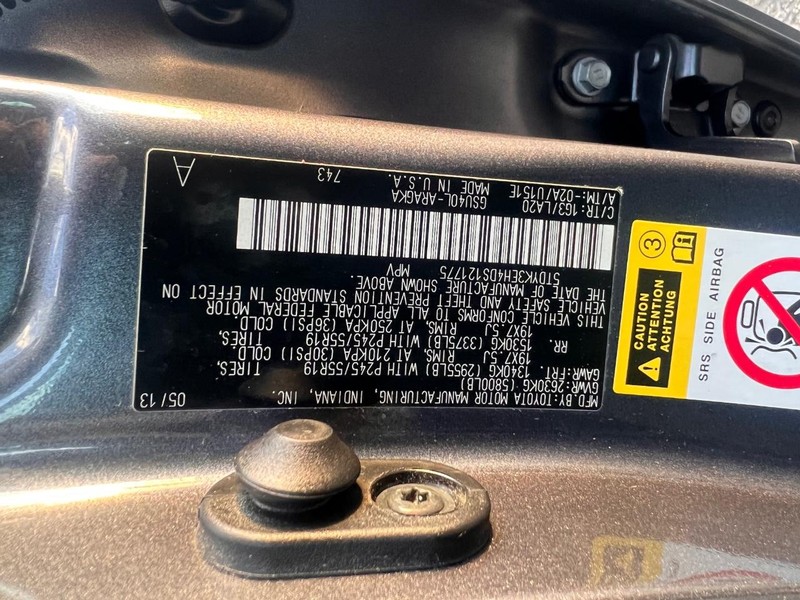 MFD.BY:TOYOTA MOTOR MANUFACTURING, INDIANA, INC. 05/13
GVWR:2630KG(5800LB)
GAWR:FRT. 1340KG (2955LB) WITH P245/55R19 TIRES,
19X7.5J RIMS, AT 210KPA (30PSI) COLD
RR. 1530KG (3373LB) WITH P245/55R19 TIRES,
19X7.5J RIMS, AT 250KPA (36PSI) COLD
THIS VEHICLE CONFORMS TO ALL APPLICABLE FEDERAL MOTOR
VEHICLE SAFETY AND THEFT PREVENTION STANDARDS IN EFFECT ON
THE DATE OF MANUFACTURE SHOWN ABOVE.
5TDYK3EH4DS121775 MPV
C/TR:1G3/LA20 GSU40L-ARAGKA
A/TM:-02A/U151E MADE IN U.S.A. 743
A
3
CAUTION
ATTENTION
ACHTUNG
SRS SIDE AIRBAG